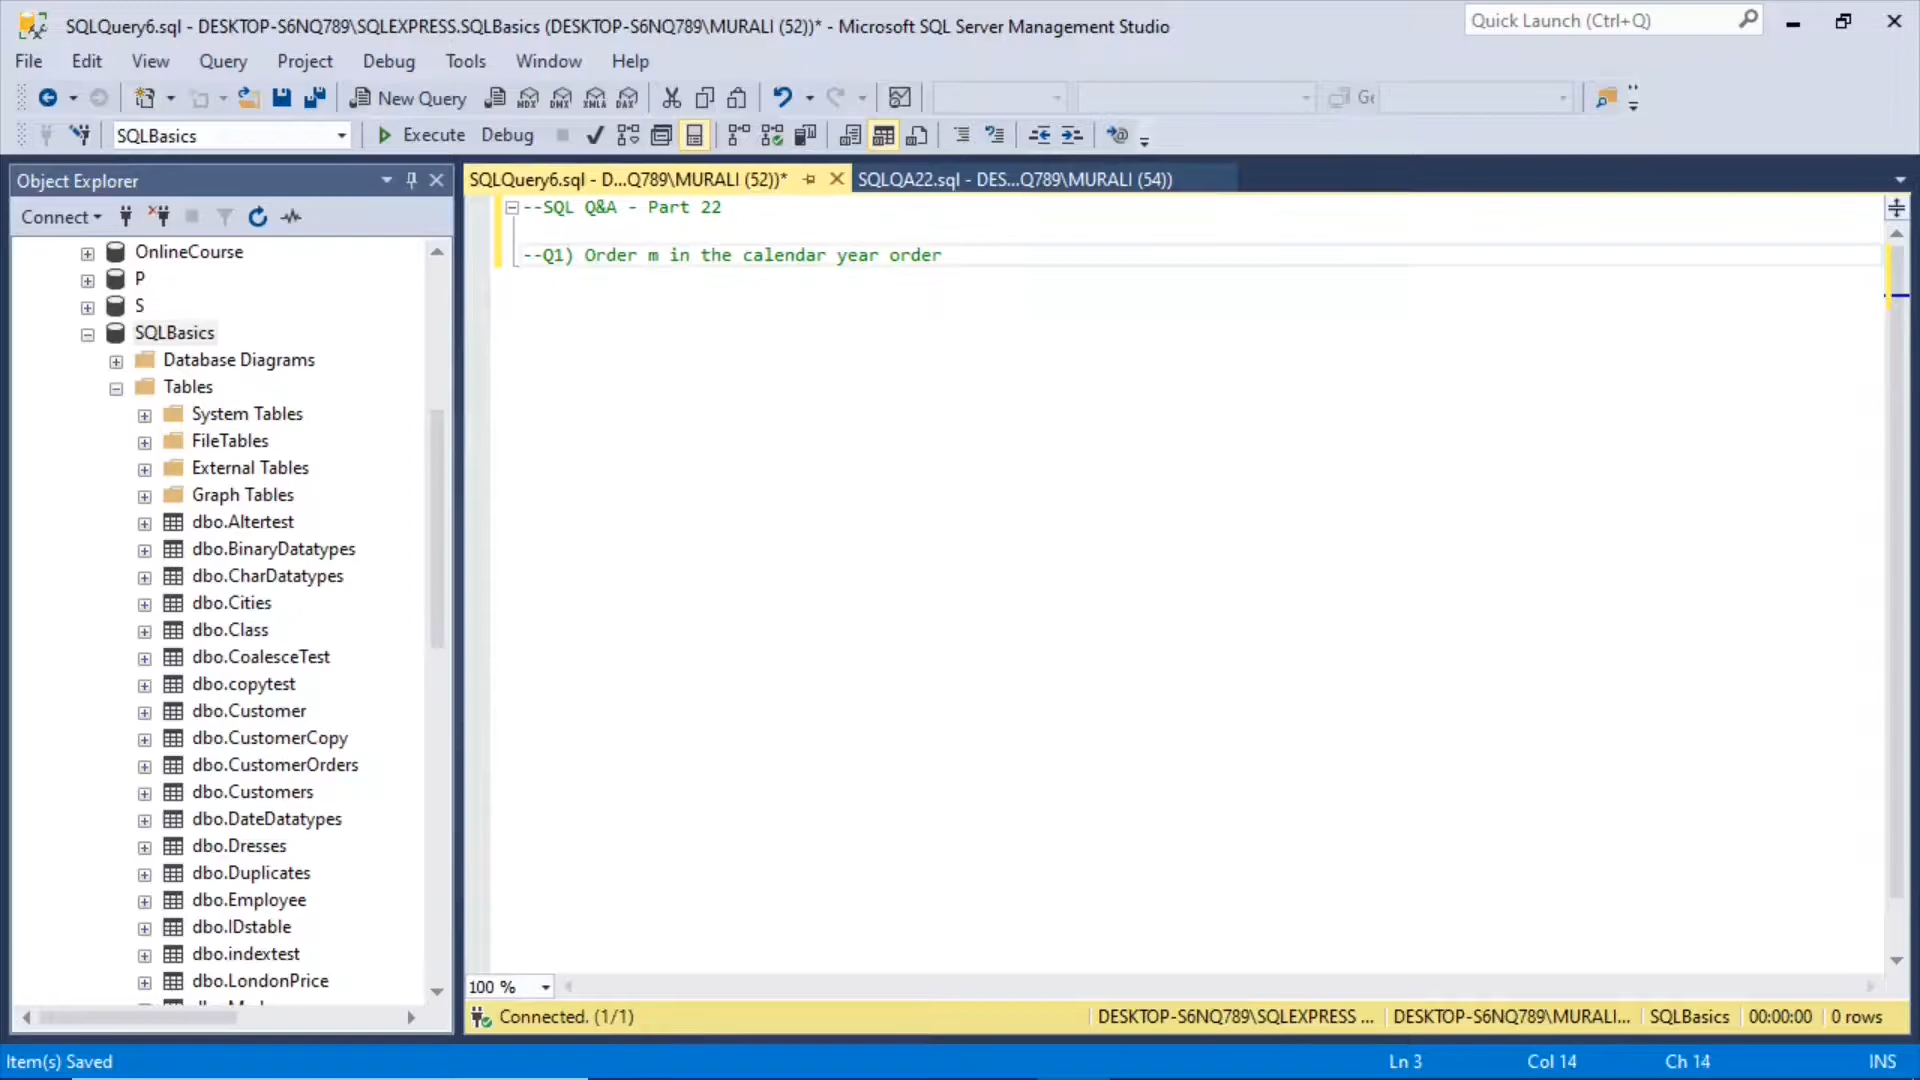 SQLQuery6.sql - DESKTOP-S6NQ789\SQLEXPRESS.SQLBasics (DESKTOP-S6NQ789\MURALI (52))* - Microsoft SQL Server Management Studio
Quick Launch (Ctrl+Q)
File Edit View Query Project Debug Tools Window Help
New Query MDX DMX XMLA DAX
SQLBasics Execute Debug
Object Explorer
SQLQuery6.sql - D...Q789\MURALI (52))* SQLQA22.sql - DES...Q789\MURALI (54))
Connect
--SQL Q&A - Part 22
--Q1) Order m in the calendar year order
OnlineCourse
P
S
SQLBasics
Database Diagrams
Tables
System Tables
FileTables
External Tables
Graph Tables
dbo.Altertest
dbo.BinaryDatatypes
dbo.CharDatatypes
dbo.Cities
dbo.Class
dbo.CoalesceTest
dbo.copytest
dbo.Customer
dbo.CustomerCopy
dbo.CustomerOrders
dbo.Customers
dbo.DateDatatypes
dbo.Dresses
dbo.Duplicates
dbo.Employee
dbo.IDstable
dbo.indextest
dbo.LondonPrice
100 %
Connected. (1/1) DESKTOP-S6NQ789\SQLEXPRESS ... DESKTOP-S6NQ789\MURALI... SQLBasics 00:00:00 0 rows
Item(s) Saved Ln 3 Col 14 Ch 14 INS